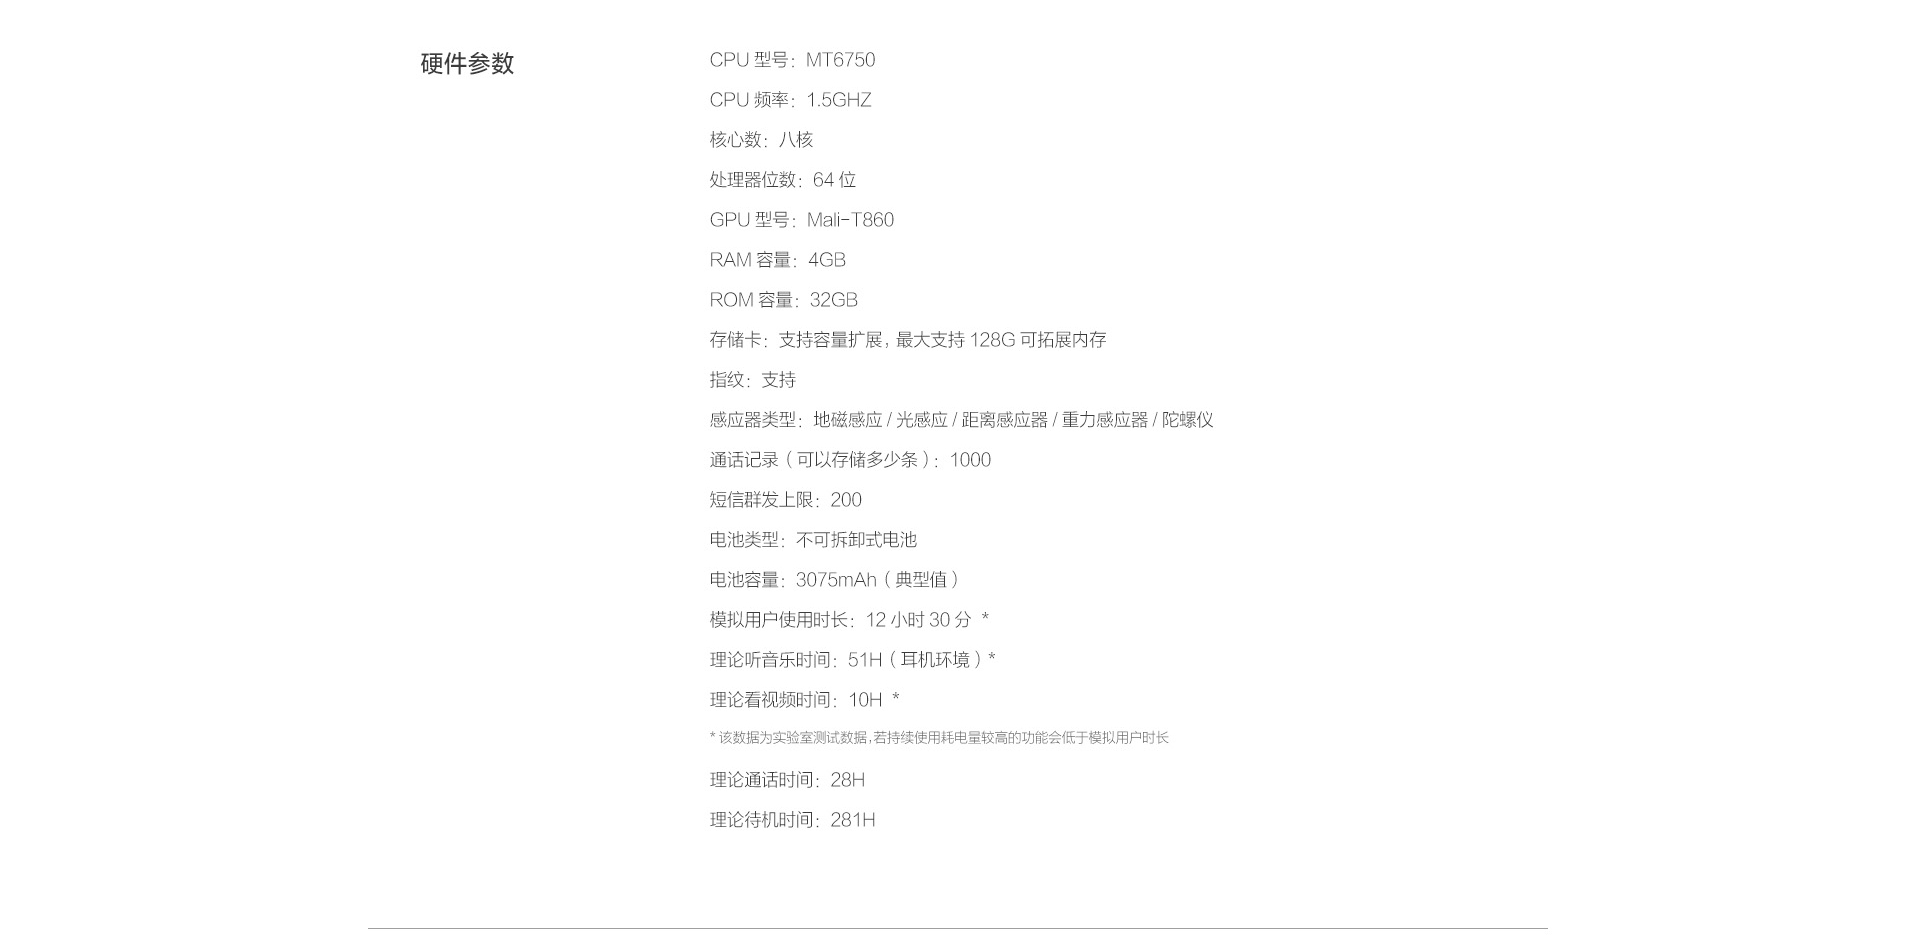 硬件参数
CPU 型号：MT6750
CPU 频率：1.5GHZ
核心数：八核
处理器位数：64 位
GPU 型号：Mali-T860
RAM 容量：4GB
ROM 容量：32GB
存储卡：支持容量扩展，最大支持 128G 可拓展内存
指纹：支持
感应器类型：地磁感应 / 光感应 / 距离感应器 / 重力感应器 / 陀螺仪
通话记录（可以存储多少条）：1000
短信群发上限：200
电池类型：不可拆卸式电池
电池容量：3075mAh（典型值）
模拟用户使用时长：12 小时 30 分 *
理论听音乐时间：51H（耳机环境）*
理论看视频时间：10H *
* 该数据为实验室测试数据，若持续使用耗电量较高的功能会低于模拟用户时长
理论通话时间：28H
理论待机时间：281H